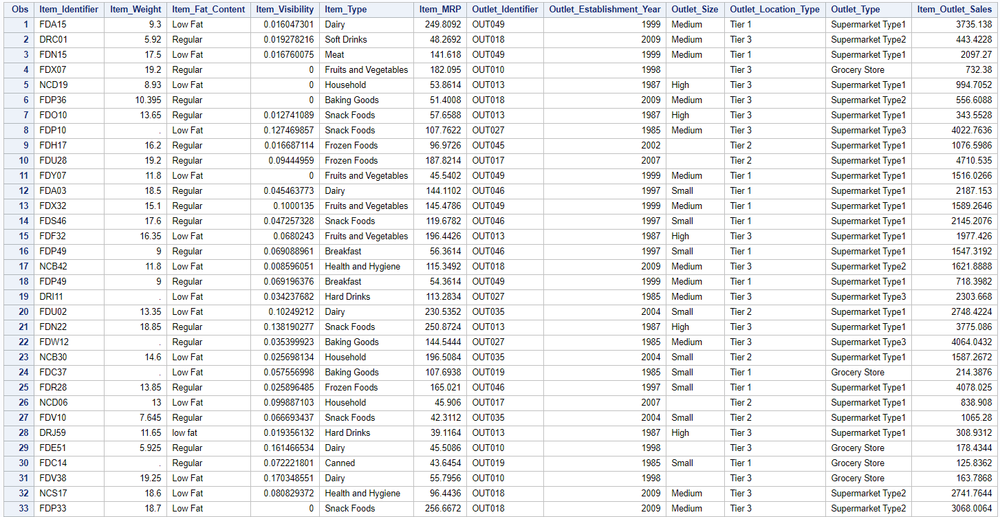 Obs Item_Identifier Item_Weight Item_Fat_Content Item_Visibility Item_Type Item_MRP Outlet_Identifier Outlet_Establishment_Year Outlet_Size Outlet_Location_Type Outlet_Type Item_Outlet_Sales
1 FDA15 9.3 Low Fat 0.016047301 Dairy 249.8092 OUT049 1999 Medium Tier 1 Supermarket Type1 3735.138
2 DRC01 5.92 Regular 0.019278216 Soft Drinks 48.2692 OUT018 2009 Medium Tier 3 Supermarket Type2 443.4228
3 FDN15 17.5 Low Fat 0.016760075 Meat 141.618 OUT049 1999 Medium Tier 1 Supermarket Type1 2097.27
4 FDX07 19.2 Regular 0 Fruits and Vegetables 182.095 OUT010 1998 Tier 3 Grocery Store 732.38
5 NCD19 8.93 Low Fat 0 Household 53.8614 OUT013 1987 High Tier 3 Supermarket Type1 994.7052
6 FDP36 10.395 Regular 0 Baking Goods 51.4008 OUT018 2009 Medium Tier 3 Supermarket Type2 556.6088
7 FDO10 13.65 Regular 0.012741089 Snack Foods 57.6588 OUT013 1987 High Tier 3 Supermarket Type1 343.5528
8 FDP10 . Low Fat 0.127469857 Snack Foods 107.7622 OUT027 1985 Medium Tier 3 Supermarket Type3 4022.7636
9 FDH17 16.2 Regular 0.016687114 Frozen Foods 96.9726 OUT045 2002 Tier 2 Supermarket Type1 1076.5986
10 FDU28 19.2 Regular 0.09444959 Frozen Foods 187.8214 OUT017 2007 Tier 2 Supermarket Type1 4710.535
11 FDY07 11.8 Low Fat 0 Fruits and Vegetables 45.5402 OUT049 1999 Medium Tier 1 Supermarket Type1 1516.0266
12 FDA03 18.5 Regular 0.045463773 Dairy 144.1102 OUT046 1997 Small Tier 1 Supermarket Type1 2187.153
13 FDX32 15.1 Regular 0.1000135 Fruits and Vegetables 145.4786 OUT049 1999 Medium Tier 1 Supermarket Type1 1589.2646
14 FDS46 17.6 Regular 0.047257328 Snack Foods 119.6782 OUT046 1997 Small Tier 1 Supermarket Type1 2145.2076
15 FDF32 16.35 Low Fat 0.0680243 Fruits and Vegetables 196.4426 OUT013 1987 High Tier 3 Supermarket Type1 1977.426
16 FDP49 9 Regular 0.069088961 Breakfast 56.3614 OUT046 1997 Small Tier 1 Supermarket Type1 1547.3192
17 NCB42 11.8 Low Fat 0.008596051 Health and Hygiene 115.3492 OUT018 2009 Medium Tier 3 Supermarket Type2 1621.8888
18 FDP49 9 Regular 0.069196376 Breakfast 54.3614 OUT049 1999 Medium Tier 1 Supermarket Type1 718.3982
19 DRI11 . Low Fat 0.034237682 Hard Drinks 113.2834 OUT027 1985 Medium Tier 3 Supermarket Type3 2303.668
20 FDU02 13.35 Low Fat 0.10249212 Dairy 230.5352 OUT035 2004 Small Tier 2 Supermarket Type1 2748.4224
21 FDN22 18.85 Regular 0.138190277 Snack Foods 250.8724 OUT013 1987 High Tier 3 Supermarket Type1 3775.086
22 FDW12 . Regular 0.035399923 Baking Goods 144.5444 OUT027 1985 Medium Tier 3 Supermarket Type3 4064.0432
23 NCB30 14.6 Low Fat 0.025698134 Household 196.5084 OUT035 2004 Small Tier 2 Supermarket Type1 1587.2672
24 FDC37 . Low Fat 0.057556998 Baking Goods 107.6938 OUT019 1985 Small Tier 1 Grocery Store 214.3876
25 FDR28 13.85 Regular 0.025896485 Frozen Foods 165.021 OUT046 1997 Small Tier 1 Supermarket Type1 4078.025
26 NCD06 13 Low Fat 0.099887103 Household 45.906 OUT017 2007 Tier 2 Supermarket Type1 838.908
27 FDV10 7.645 Regular 0.066693437 Snack Foods 42.3112 OUT035 2004 Small Tier 2 Supermarket Type1 1065.28
28 DRJ59 11.65 low fat 0.019356132 Hard Drinks 39.1164 OUT013 1987 High Tier 3 Supermarket Type1 308.9312
29 FDE51 5.925 Regular 0.161466534 Dairy 45.5086 OUT010 1998 Tier 3 Grocery Store 178.4344
30 FDC14 . Regular 0.072221801 Canned 43.6454 OUT019 1985 Small Tier 1 Grocery Store 125.8362
31 FDV38 19.25 Low Fat 0.170348551 Dairy 55.7956 OUT010 1998 Tier 3 Grocery Store 163.7868
32 NCS17 18.6 Low Fat 0.080829372 Health and Hygiene 96.4436 OUT018 2009 Medium Tier 3 Supermarket Type2 2741.7644
33 FDP33 18.7 Low Fat 0 Snack Foods 256.6672 OUT018 2009 Medium Tier 3 Supermarket Type2 3068.0064